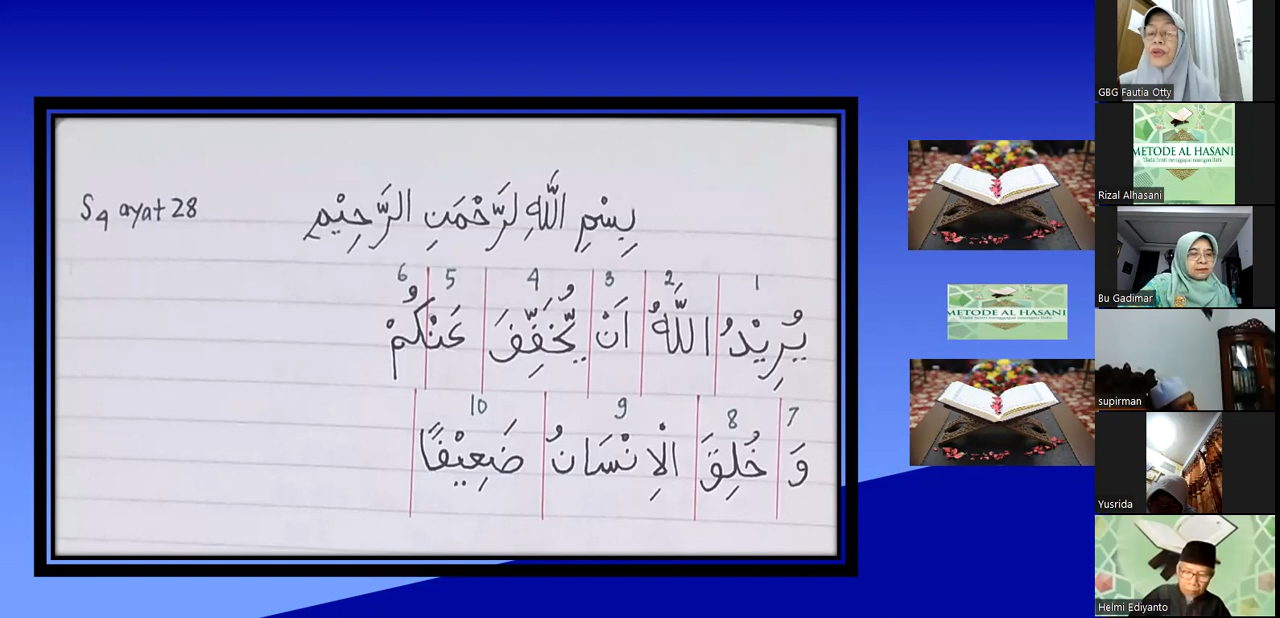 S4 ayat 28
بِسْمِ اللّٰهِ لرَّحْمَنِ الرَّحِيْمِ
1 2 3 4 5 6
يُرِيْدُ اللّٰهُ اَنْ يُّخَفِّفَ عَنْكُمْ
7 8 9 10
وَ خُلِقَ الْاِنْسَانُ ضَعِيْفًا
METODE AL HASANI
GBG Fautia Otty
METODE AL HASANI
Rizal Alhasani
Bu Gadimar
supirman
Yusrida
Helmi Ediyanto